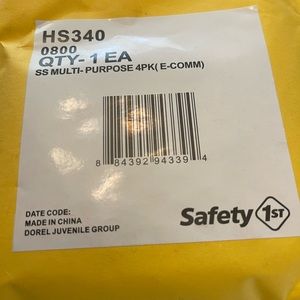 HS340
0800
QTY- 1 EA
SS MULTI- PURPOSE 4PK( E-COMM)
8 84392 94339 4
DATE CODE:
MADE IN CHINA
DOREL JUVENILE GROUP
Safety 1ST